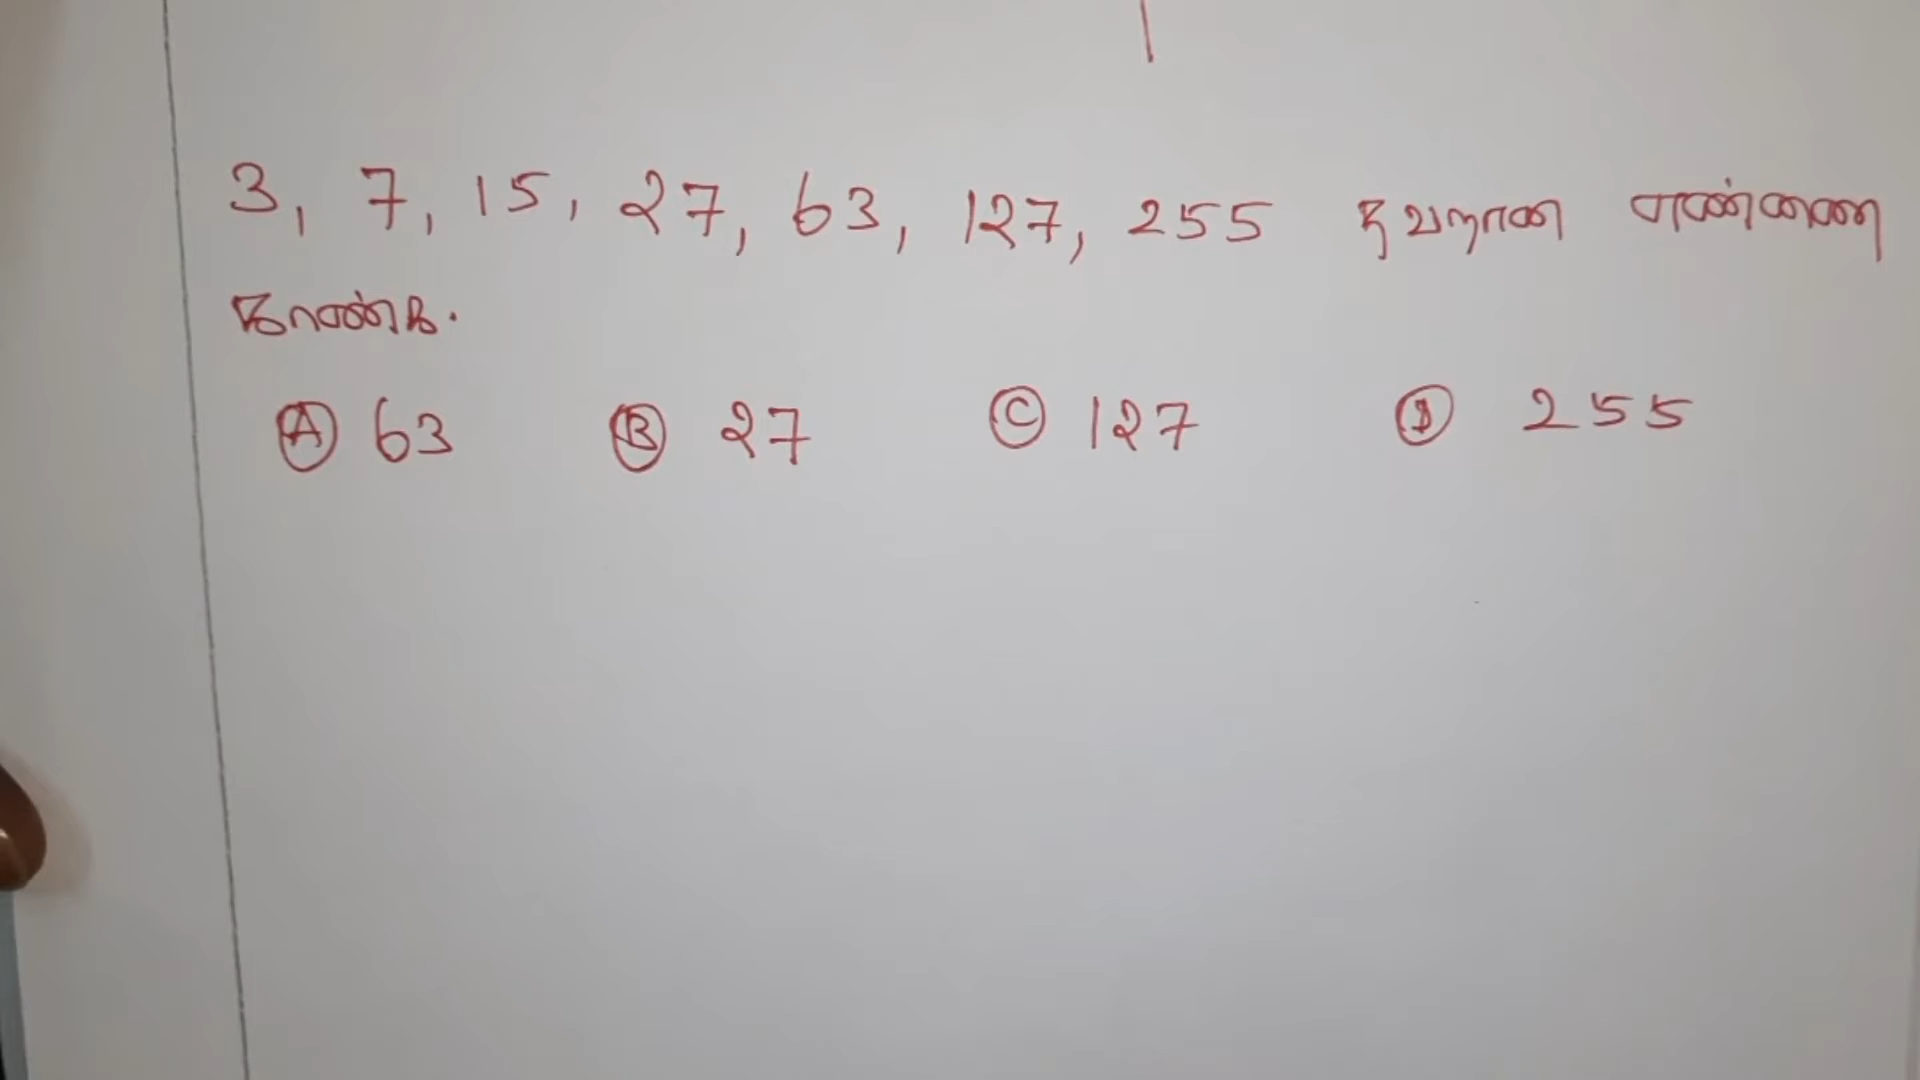 3, 7, 15, 27, 63, 127, 255 தவறான எண்ணை
காண்க.
Ⓐ 63 Ⓑ 27 Ⓒ 127 Ⓓ 255